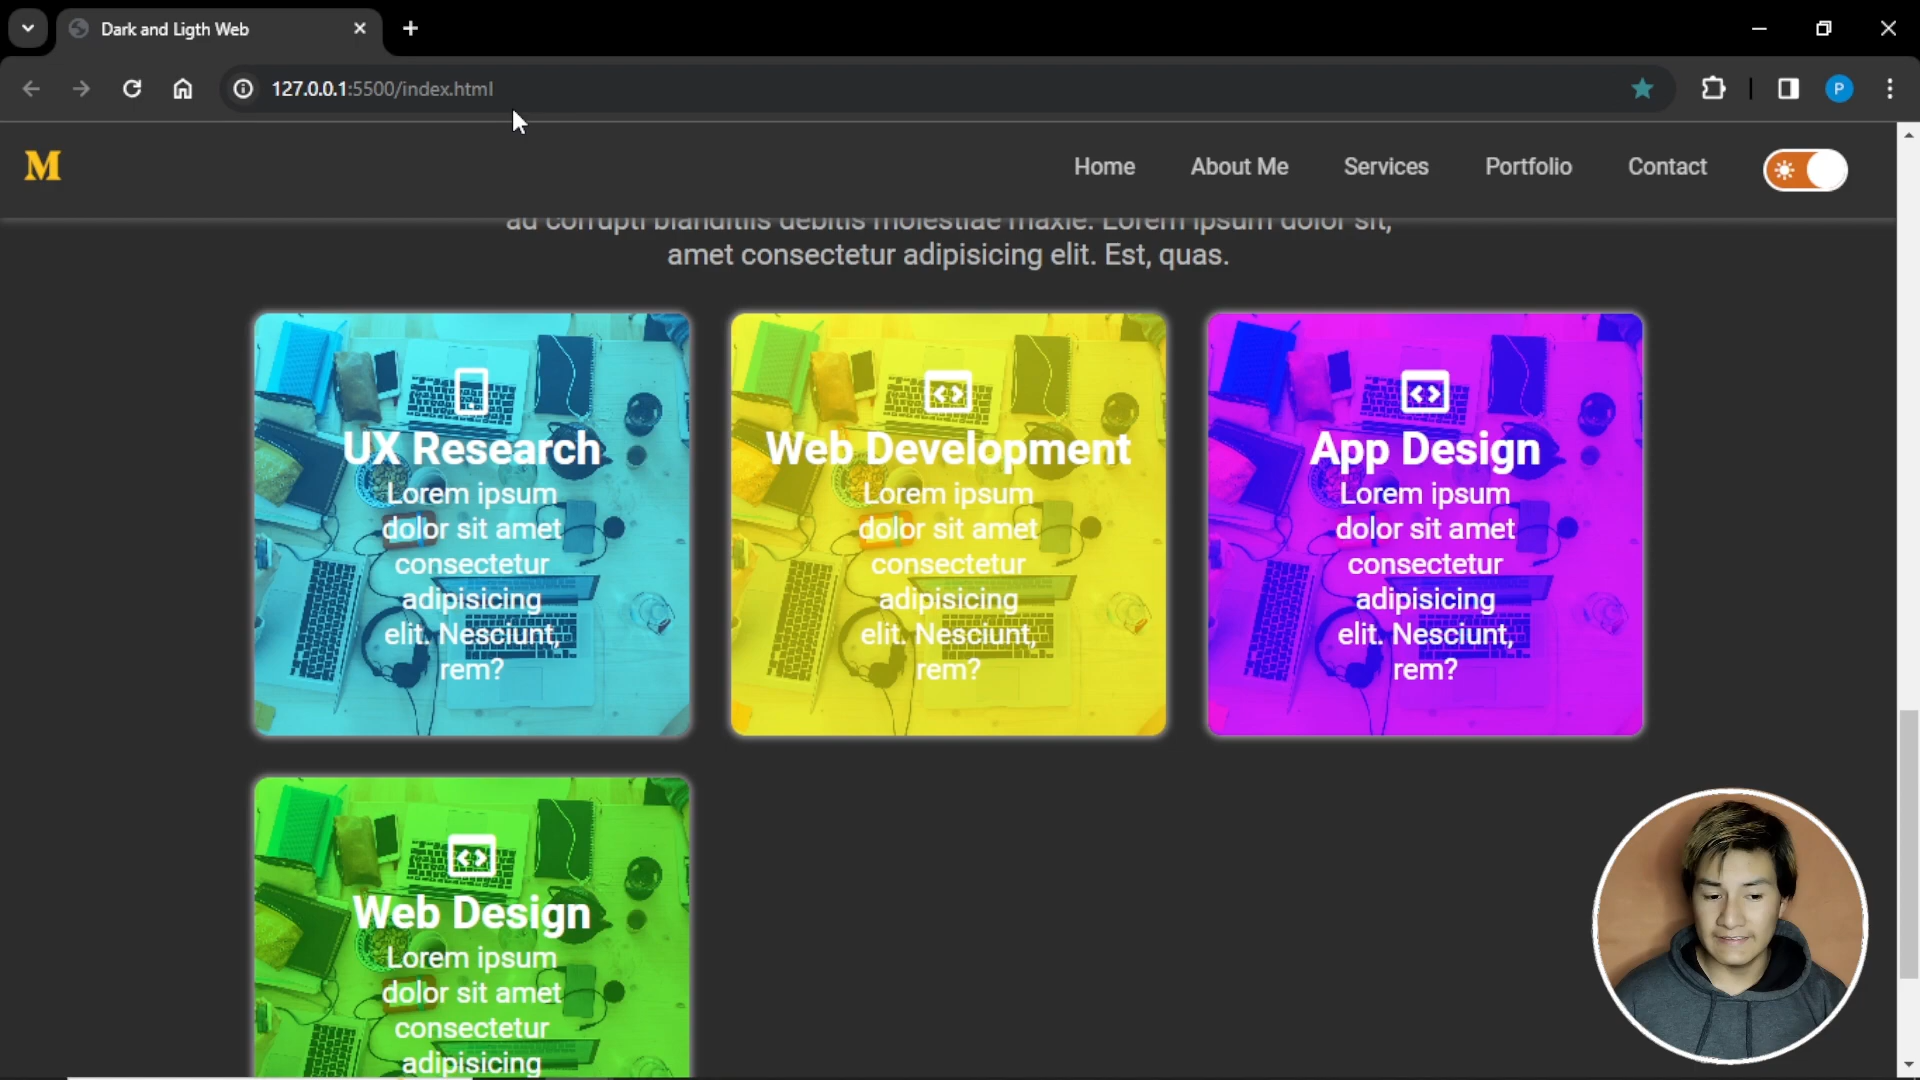 Dark and Ligth Web
127.0.0.1:5500/index.html
P
M
Home About Me Services Portfolio Contact
ad corrupti blanditiis debitis molestiae maxie. Lorem ipsum dolor sit,
amet consectetur adipisicing elit. Est, quas.
UX Research
Lorem ipsum
dolor sit amet
consectetur
adipisicing
elit. Nesciunt,
rem?
Web Development
Lorem ipsum
dolor sit amet
consectetur
adipisicing
elit. Nesciunt,
rem?
App Design
Lorem ipsum
dolor sit amet
consectetur
adipisicing
elit. Nesciunt,
rem?
Web Design
Lorem ipsum
dolor sit amet
consectetur
adipisicing